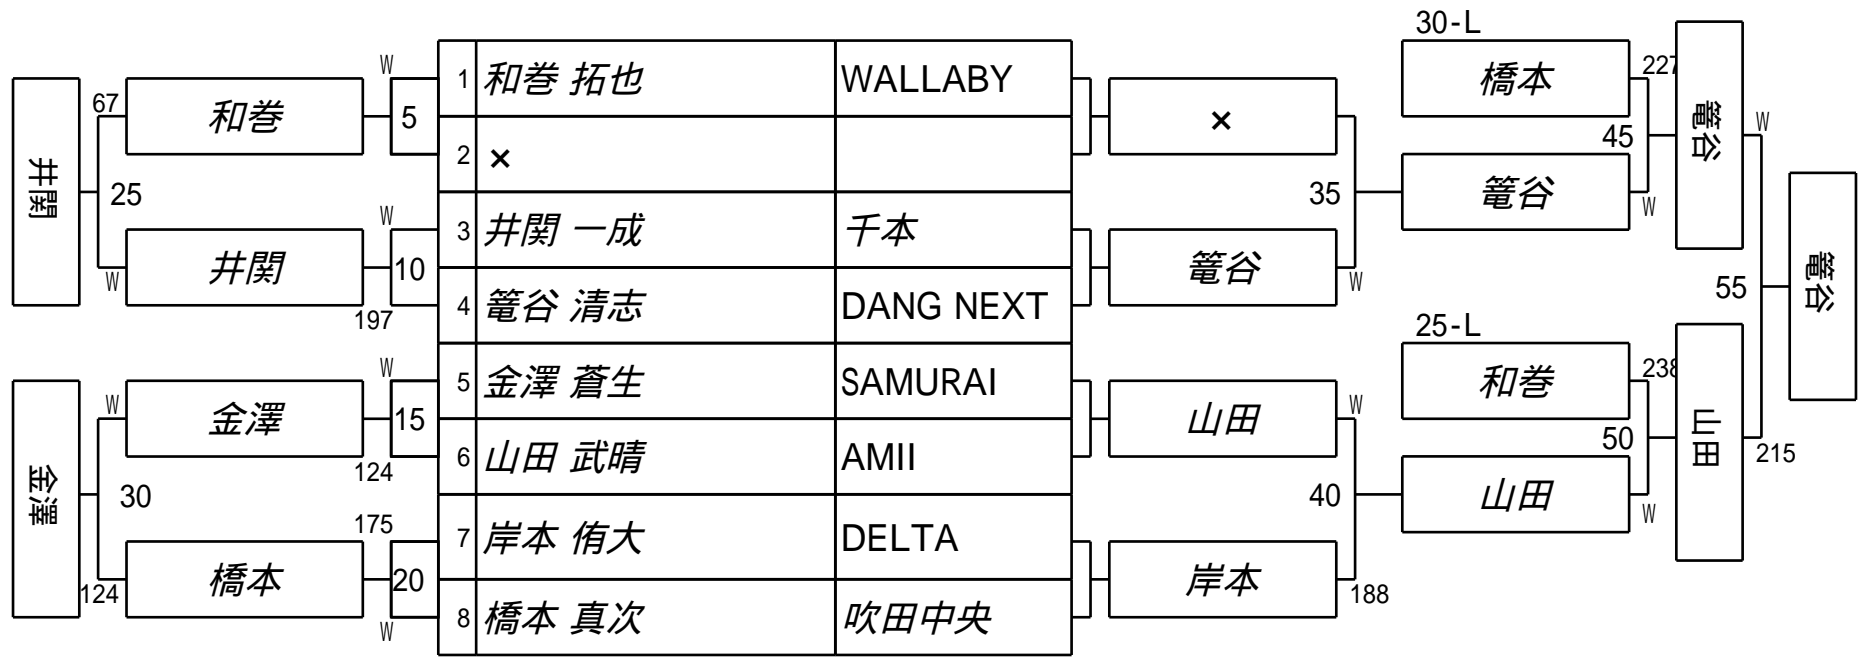 30-L
W
1 和巻 拓也 WALLABY
橋本
227
67
和巻
5
×
篭谷
W
45
2 ×
井関
25
35
篭谷
W
W
3 井関 一成 千本
井関
10
篭谷
篭谷
W
197
4 篭谷 清志 DANG NEXT
W
55
25-L
W
5 金澤 蒼生 SAMURAI
和巻
238
W
金澤
15
山田
W
山田
50
215
124
6 山田 武晴 AMII
金澤
30
40
山田
W
175
7 岸本 侑大 DELTA
124
橋本
20
岸本
188
W
8 橋本 真次 吹田中央